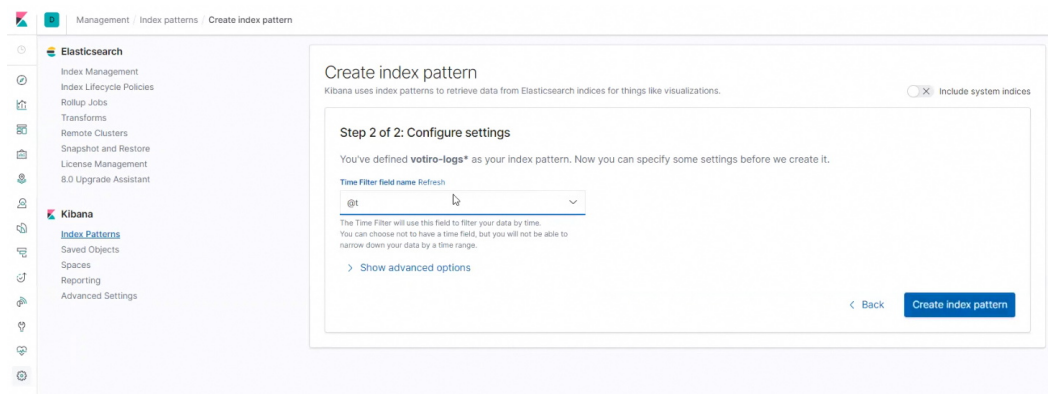 D
Management / Index patterns / Create index pattern
Elasticsearch
Index Management
Index Lifecycle Policies
Rollup Jobs
Transforms
Remote Clusters
Snapshot and Restore
License Management
8.0 Upgrade Assistant
Kibana
Index Patterns
Saved Objects
Spaces
Reporting
Advanced Settings
Create index pattern
Kibana uses index patterns to retrieve data from Elasticsearch indices for things like visualizations.
Include system indices
Step 2 of 2: Configure settings
You've defined votiro-logs* as your index pattern. Now you can specify some settings before we create it.
Time Filter field name Refresh
@t
The Time Filter will use this field to filter your data by time.
You can choose not to have a time field, but you will not be able to
narrow down your data by a time range.
> Show advanced options
< Back
Create index pattern